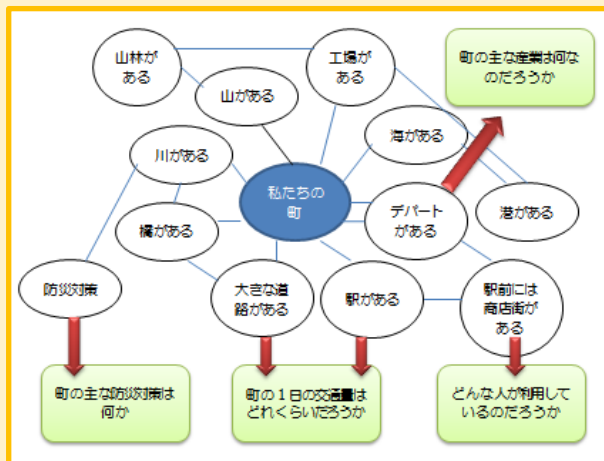 山林が
ある
工場が
ある
町の主な産業は何な
のだろうか
山がある
海がある
川がある
私たちの
町
デパート
がある
港がある
橋がある
防災対策
大きな道
路がある
駅がある
駅前には
商店街が
ある
町の主な防災対策は
何か
町の1日の交通量は
どれくらいだろうか
どんな人が利用して
いるのだろうか